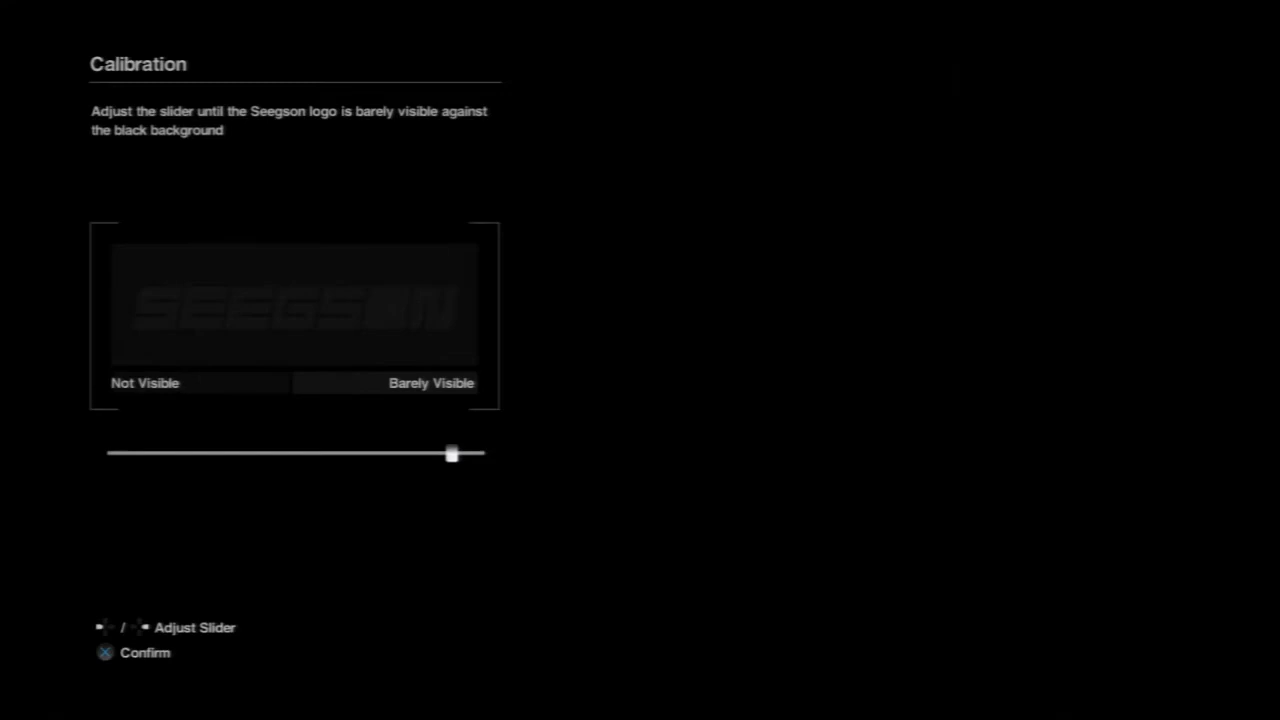 Calibration
Adjust the slider until the Seegson logo is barely visible against
the black background
SEEGSON
Not Visible
Barely Visible
/ Adjust Slider
Confirm